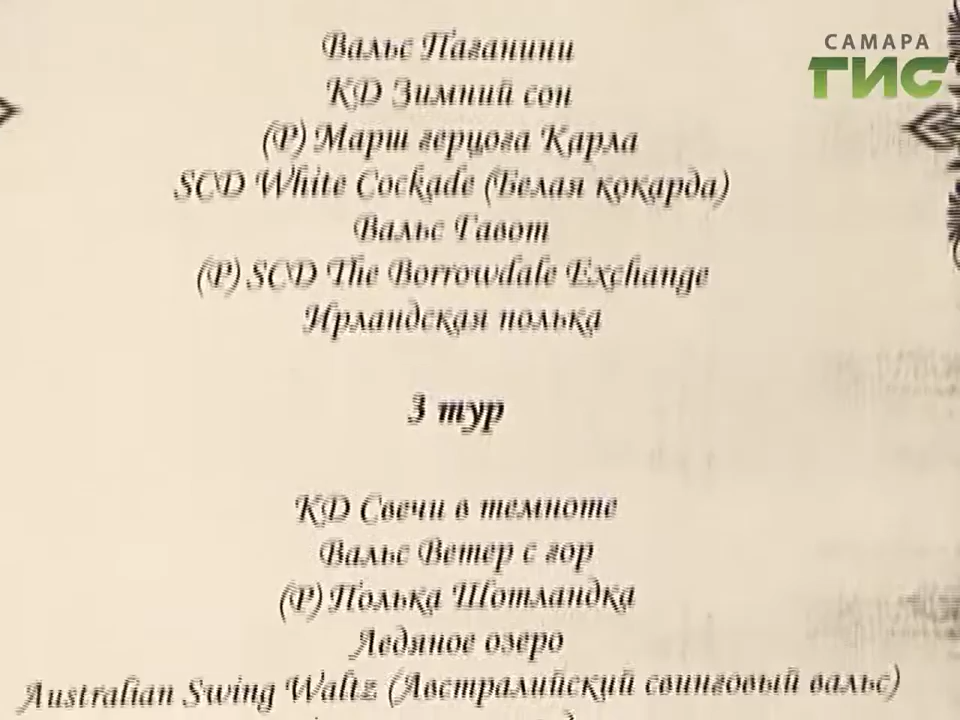 САМАРА
ГИС
Вальс Паганини
КД Зимний сон
(Р) Марш герцога Карла
SCD White Cockade (Белая кокарда)
Вальс Гавот
(Р) SCD The Borrowdale Exchange
Ирландская полька
3 тур
КД Свечи в темноте
Вальс Ветер с гор
(Р) Полька Шотландка
Ледяное озеро
Australian Swing Waltz (Австралийский свинговый вальс)